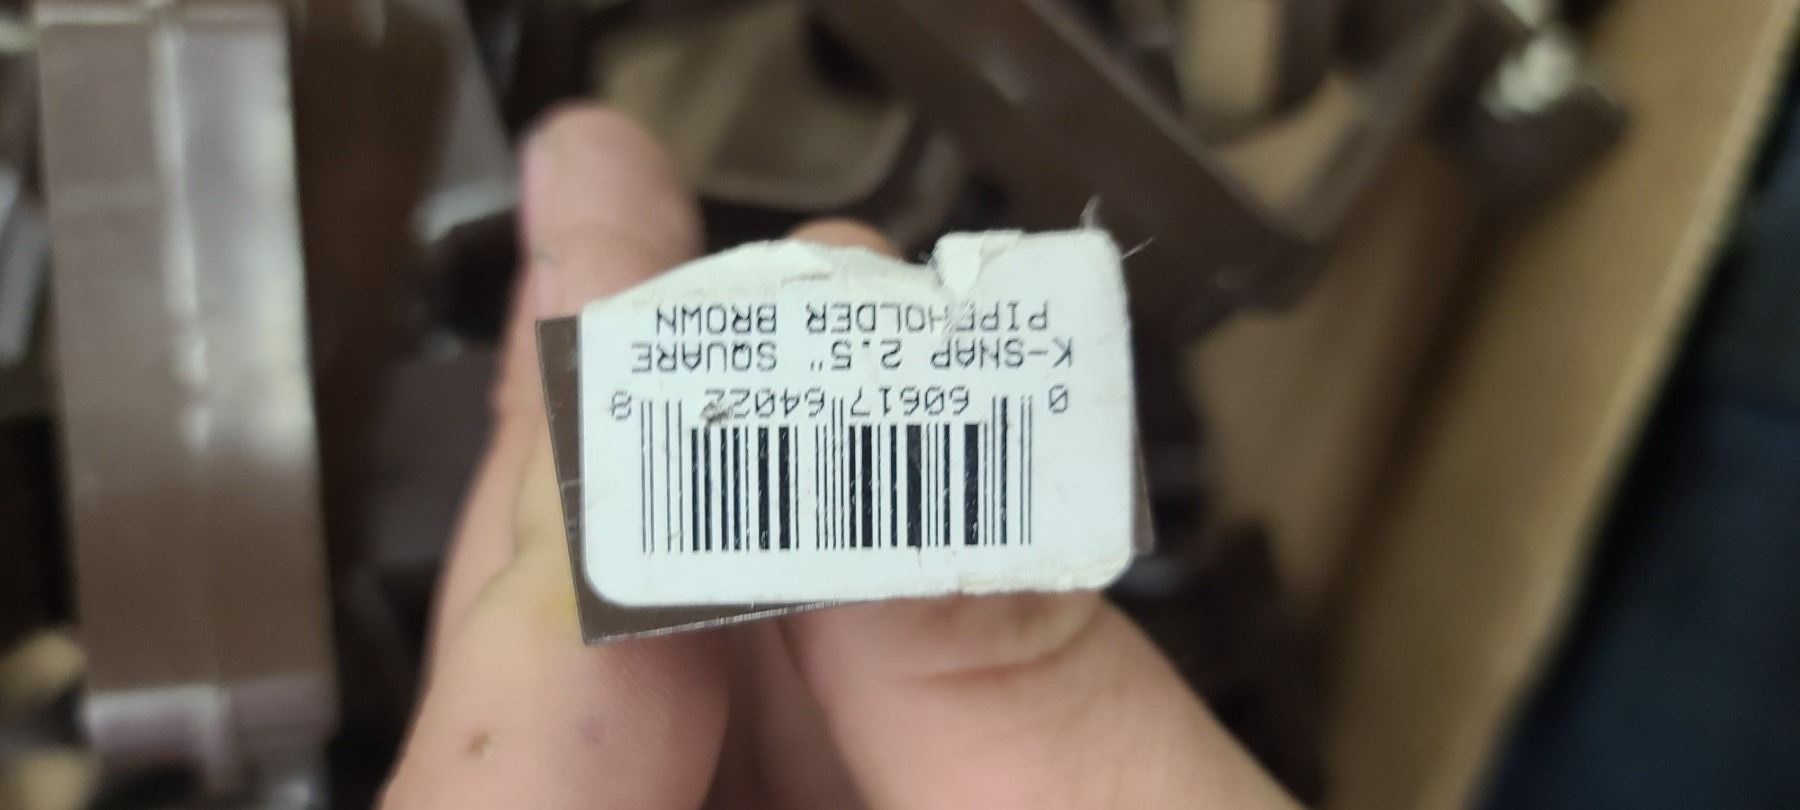 0 60617 64022 8
K-SNAP 2.5" SQUARE
PIPEHOLDER BROWN